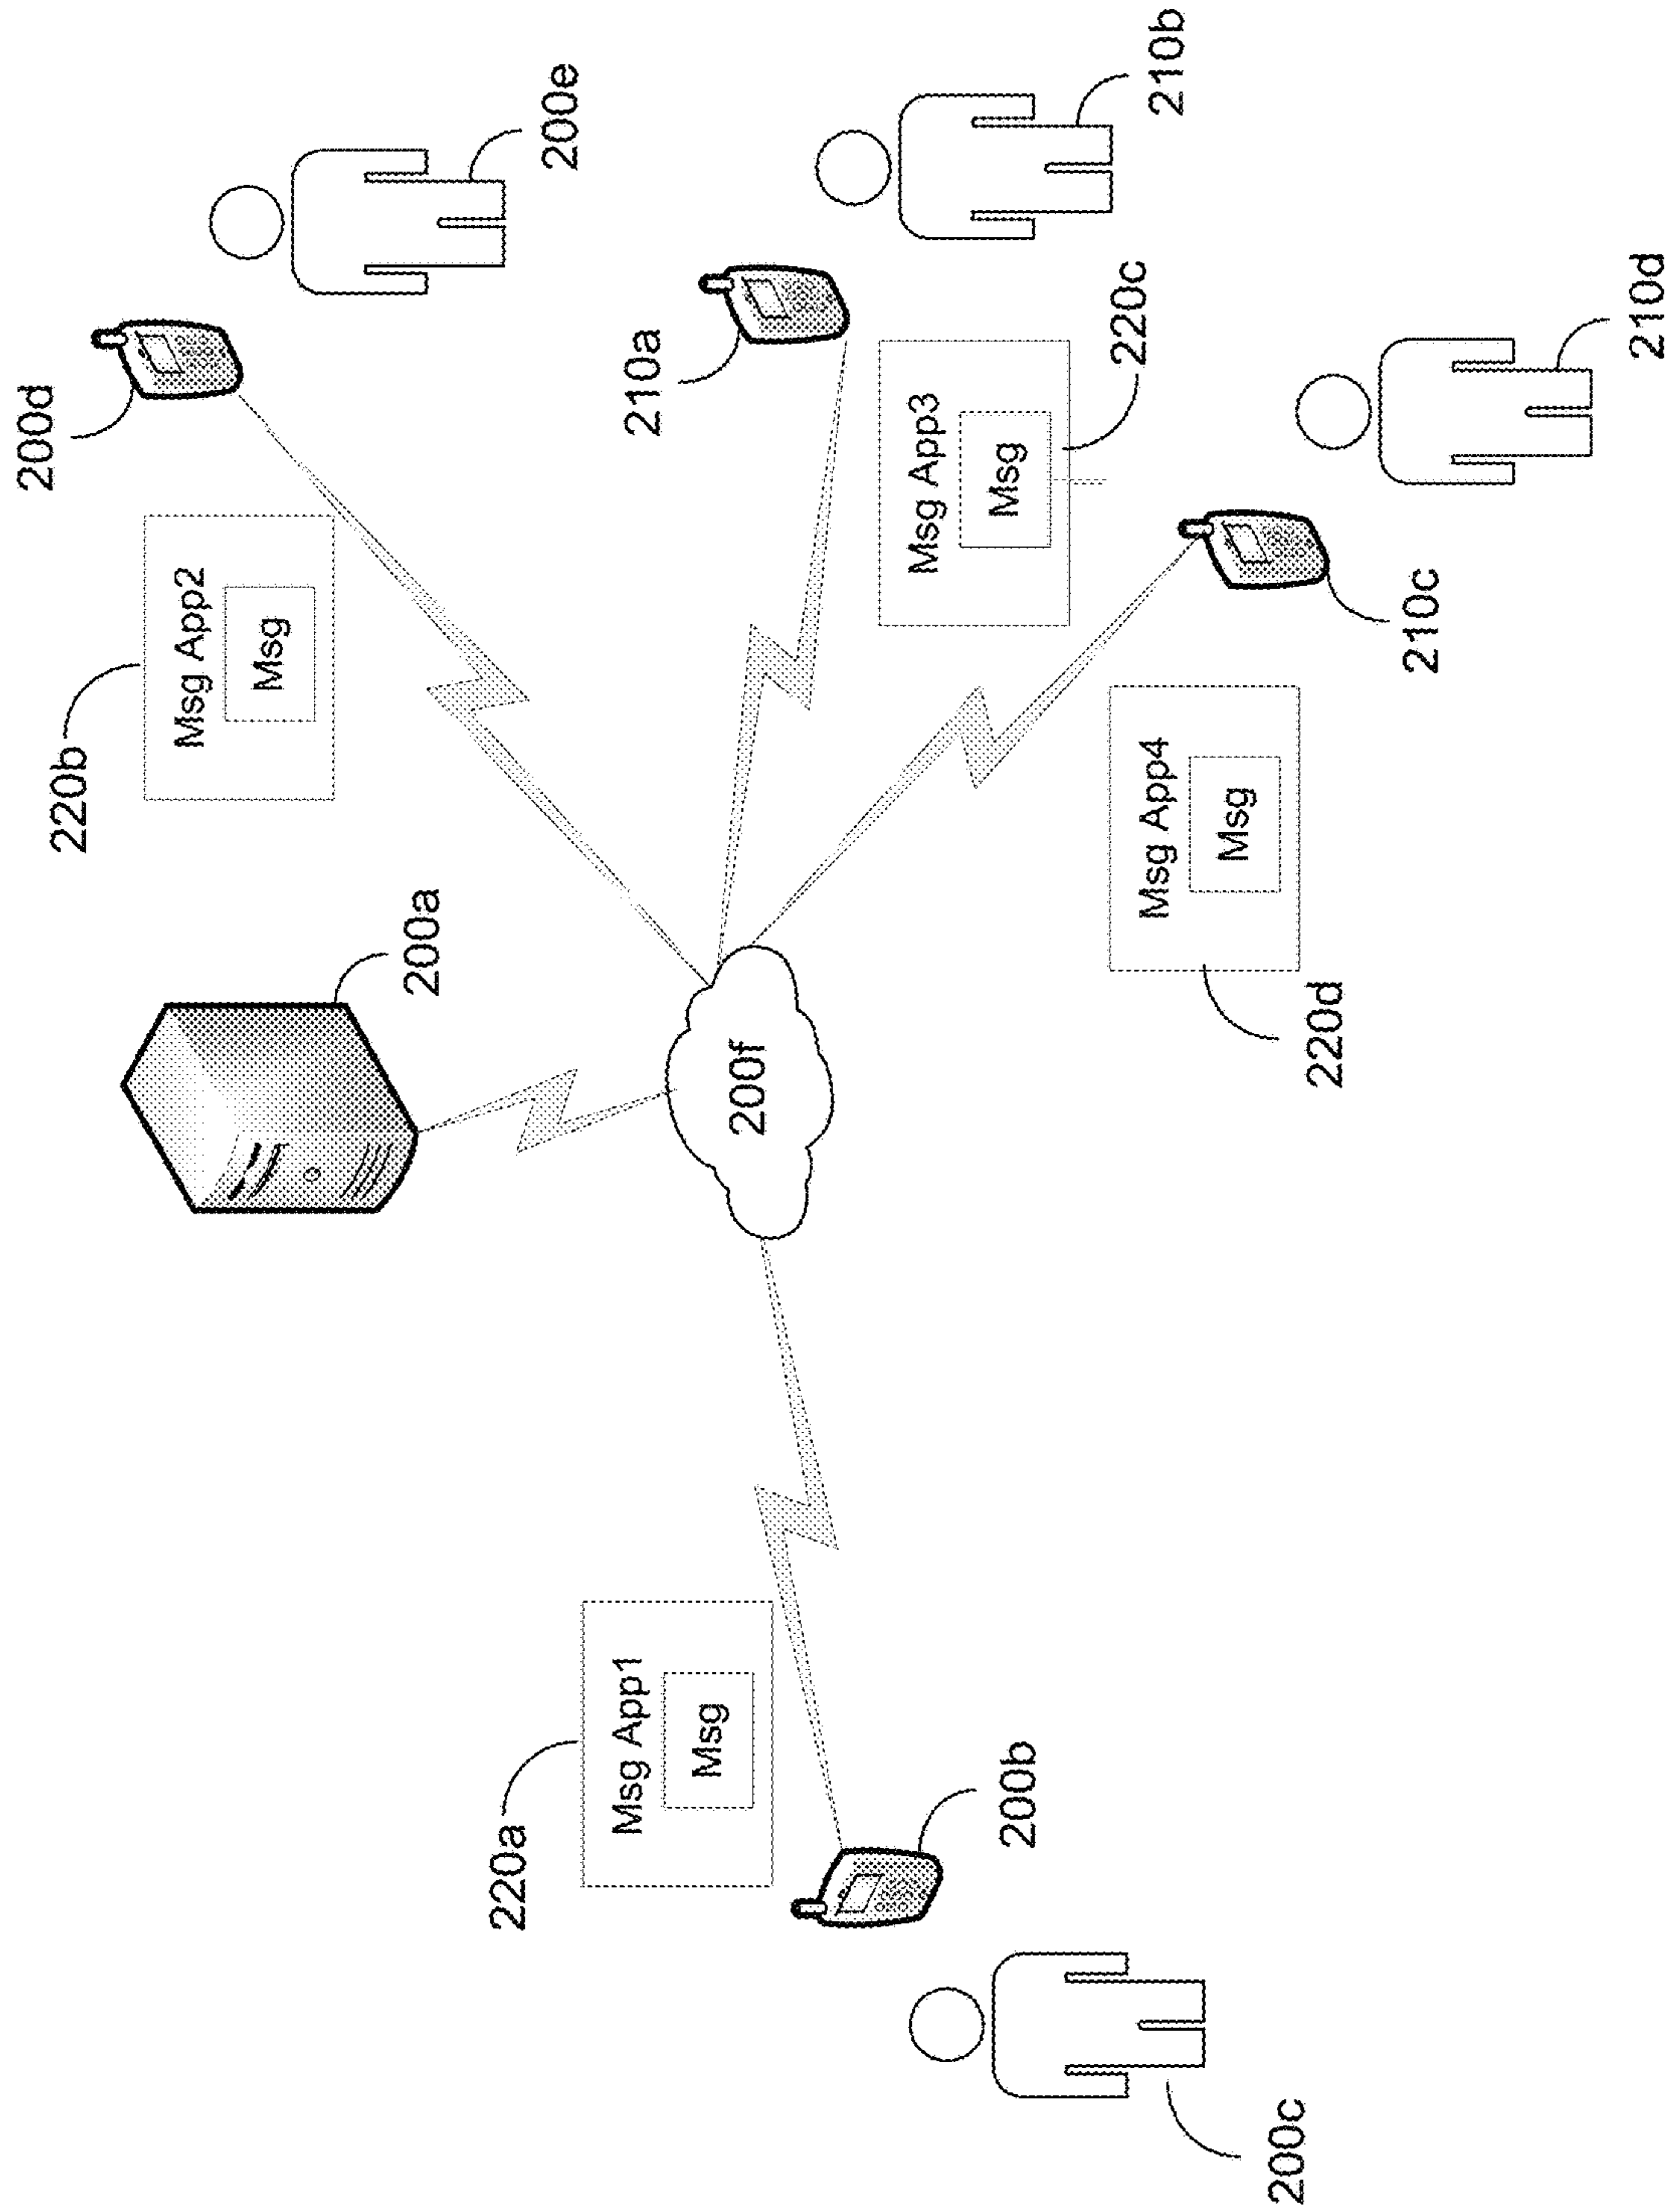 200d
220b
Msg App2
Msg
200a
220a
200e
Msg App1
210a
Msg
200f
Msg App3
Msg
200b
220c
Msg App4
210b
Msg
200c
220d
210c
210d